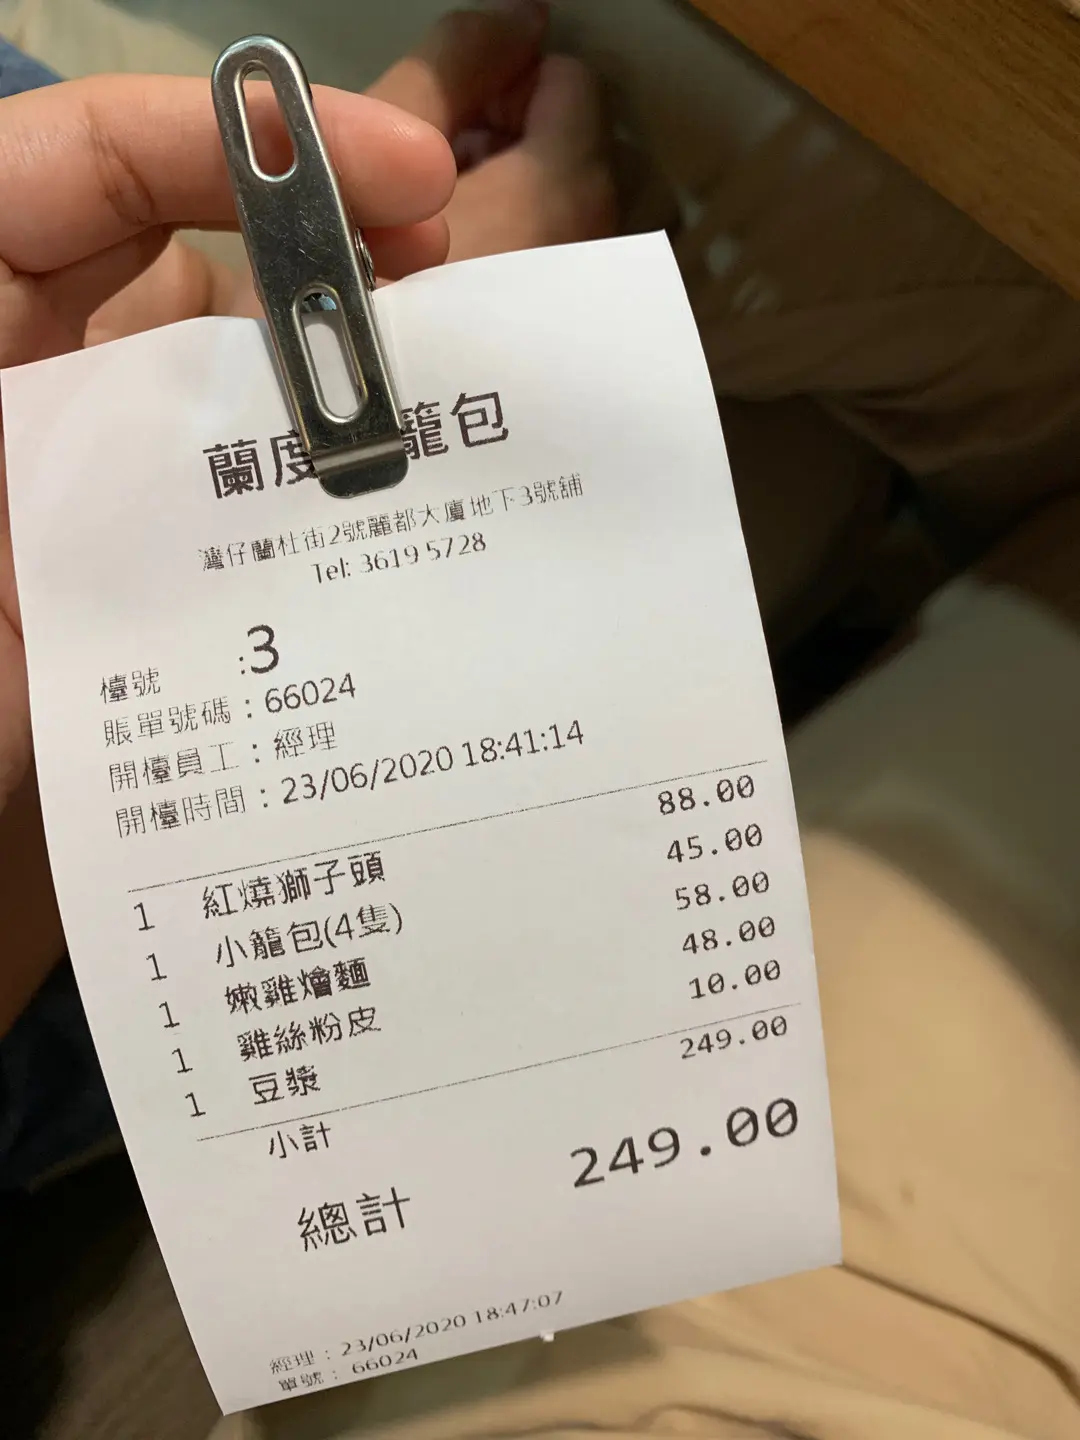 蘭度 籠包
灣仔蘭杜街2號麗都大廈地下3號舖
Tel: 3619 5728
檯號 :3
賬單號碼 : 66024
開檯員工 : 經理
開檯時間 : 23/06/2020 18:41:14
1 紅燒獅子頭 88.00
1 小籠包(4隻) 45.00
1 嫩雞燴麵 58.00
1 雞絲粉皮 48.00
1 豆漿 10.00
小計 249.00
總計 249.00
經理 : 23/06/2020 18:47:07
單號 : 66024